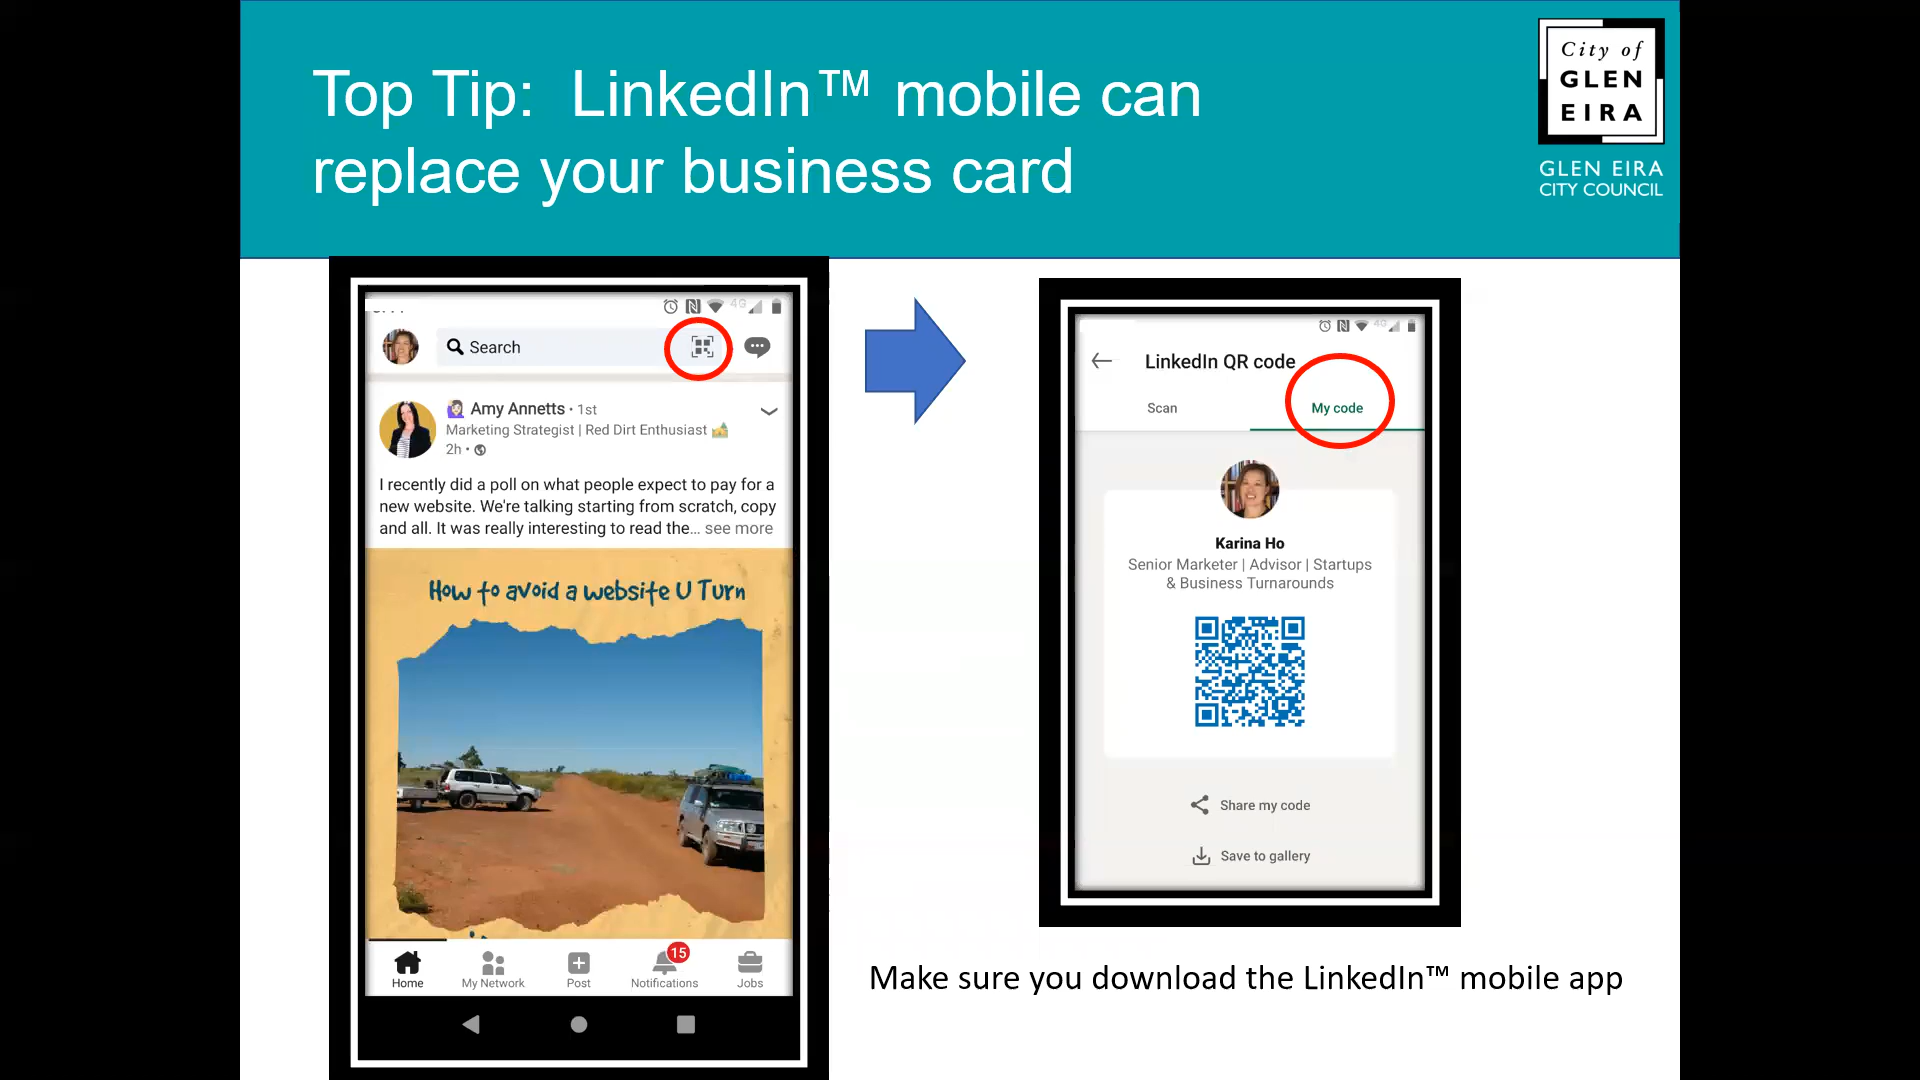 Top Tip:  LinkedIn™ mobile can
replace your business card
City of
GLEN
EIRA
GLEN EIRA
CITY COUNCIL
4G
Search
Amy Annetts • 1st
Marketing Strategist | Red Dirt Enthusiast
2h •
I recently did a poll on what people expect to pay for a
new website. We're talking starting from scratch, copy
and all. It was really interesting to read the... see more
How to avoid a website U Turn
15
Home
My Network
Post
Notifications
Jobs
4G
LinkedIn QR code
Scan
My code
Karina Ho
Senior Marketer | Advisor | Startups
& Business Turnarounds
Share my code
Save to gallery
Make sure you download the LinkedIn™ mobile app